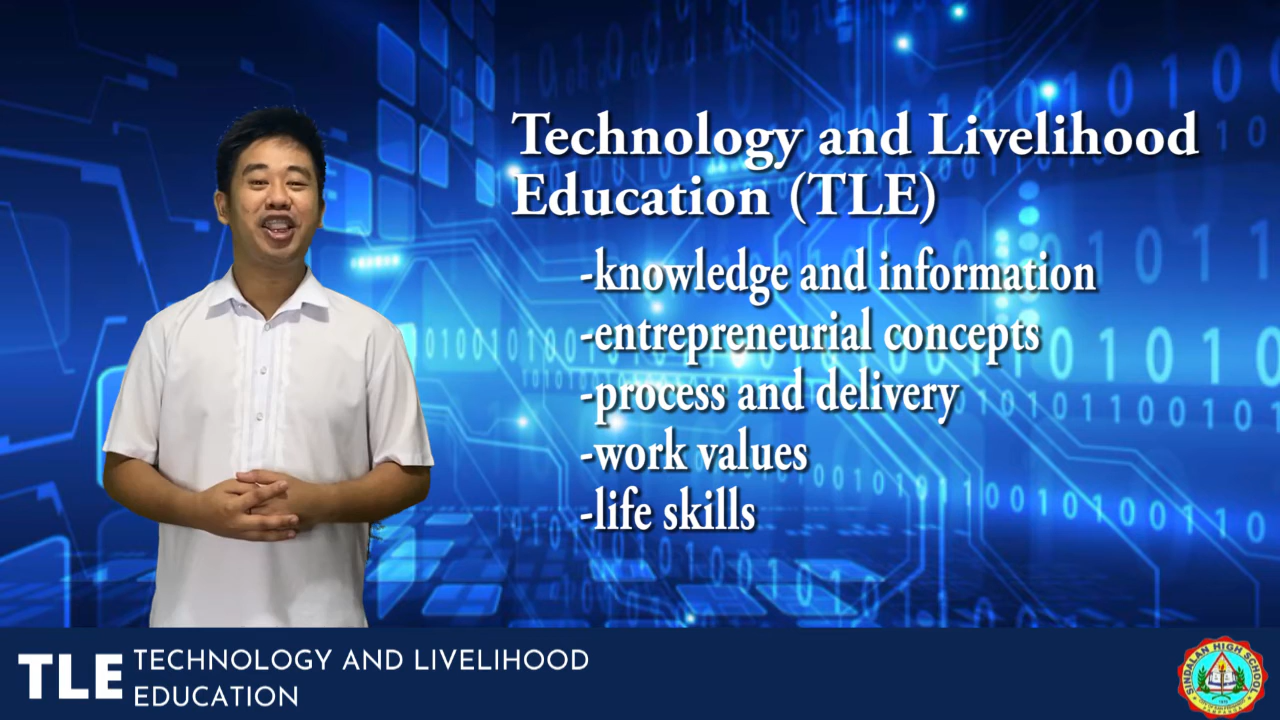 Technology and Livelihood
Education (TLE)
-knowledge and information
-entrepreneurial concepts
-process and delivery
-work values
-life skills
TLE
TECHNOLOGY AND LIVELIHOOD
EDUCATION
SINDALAN HIGH SCHOOL